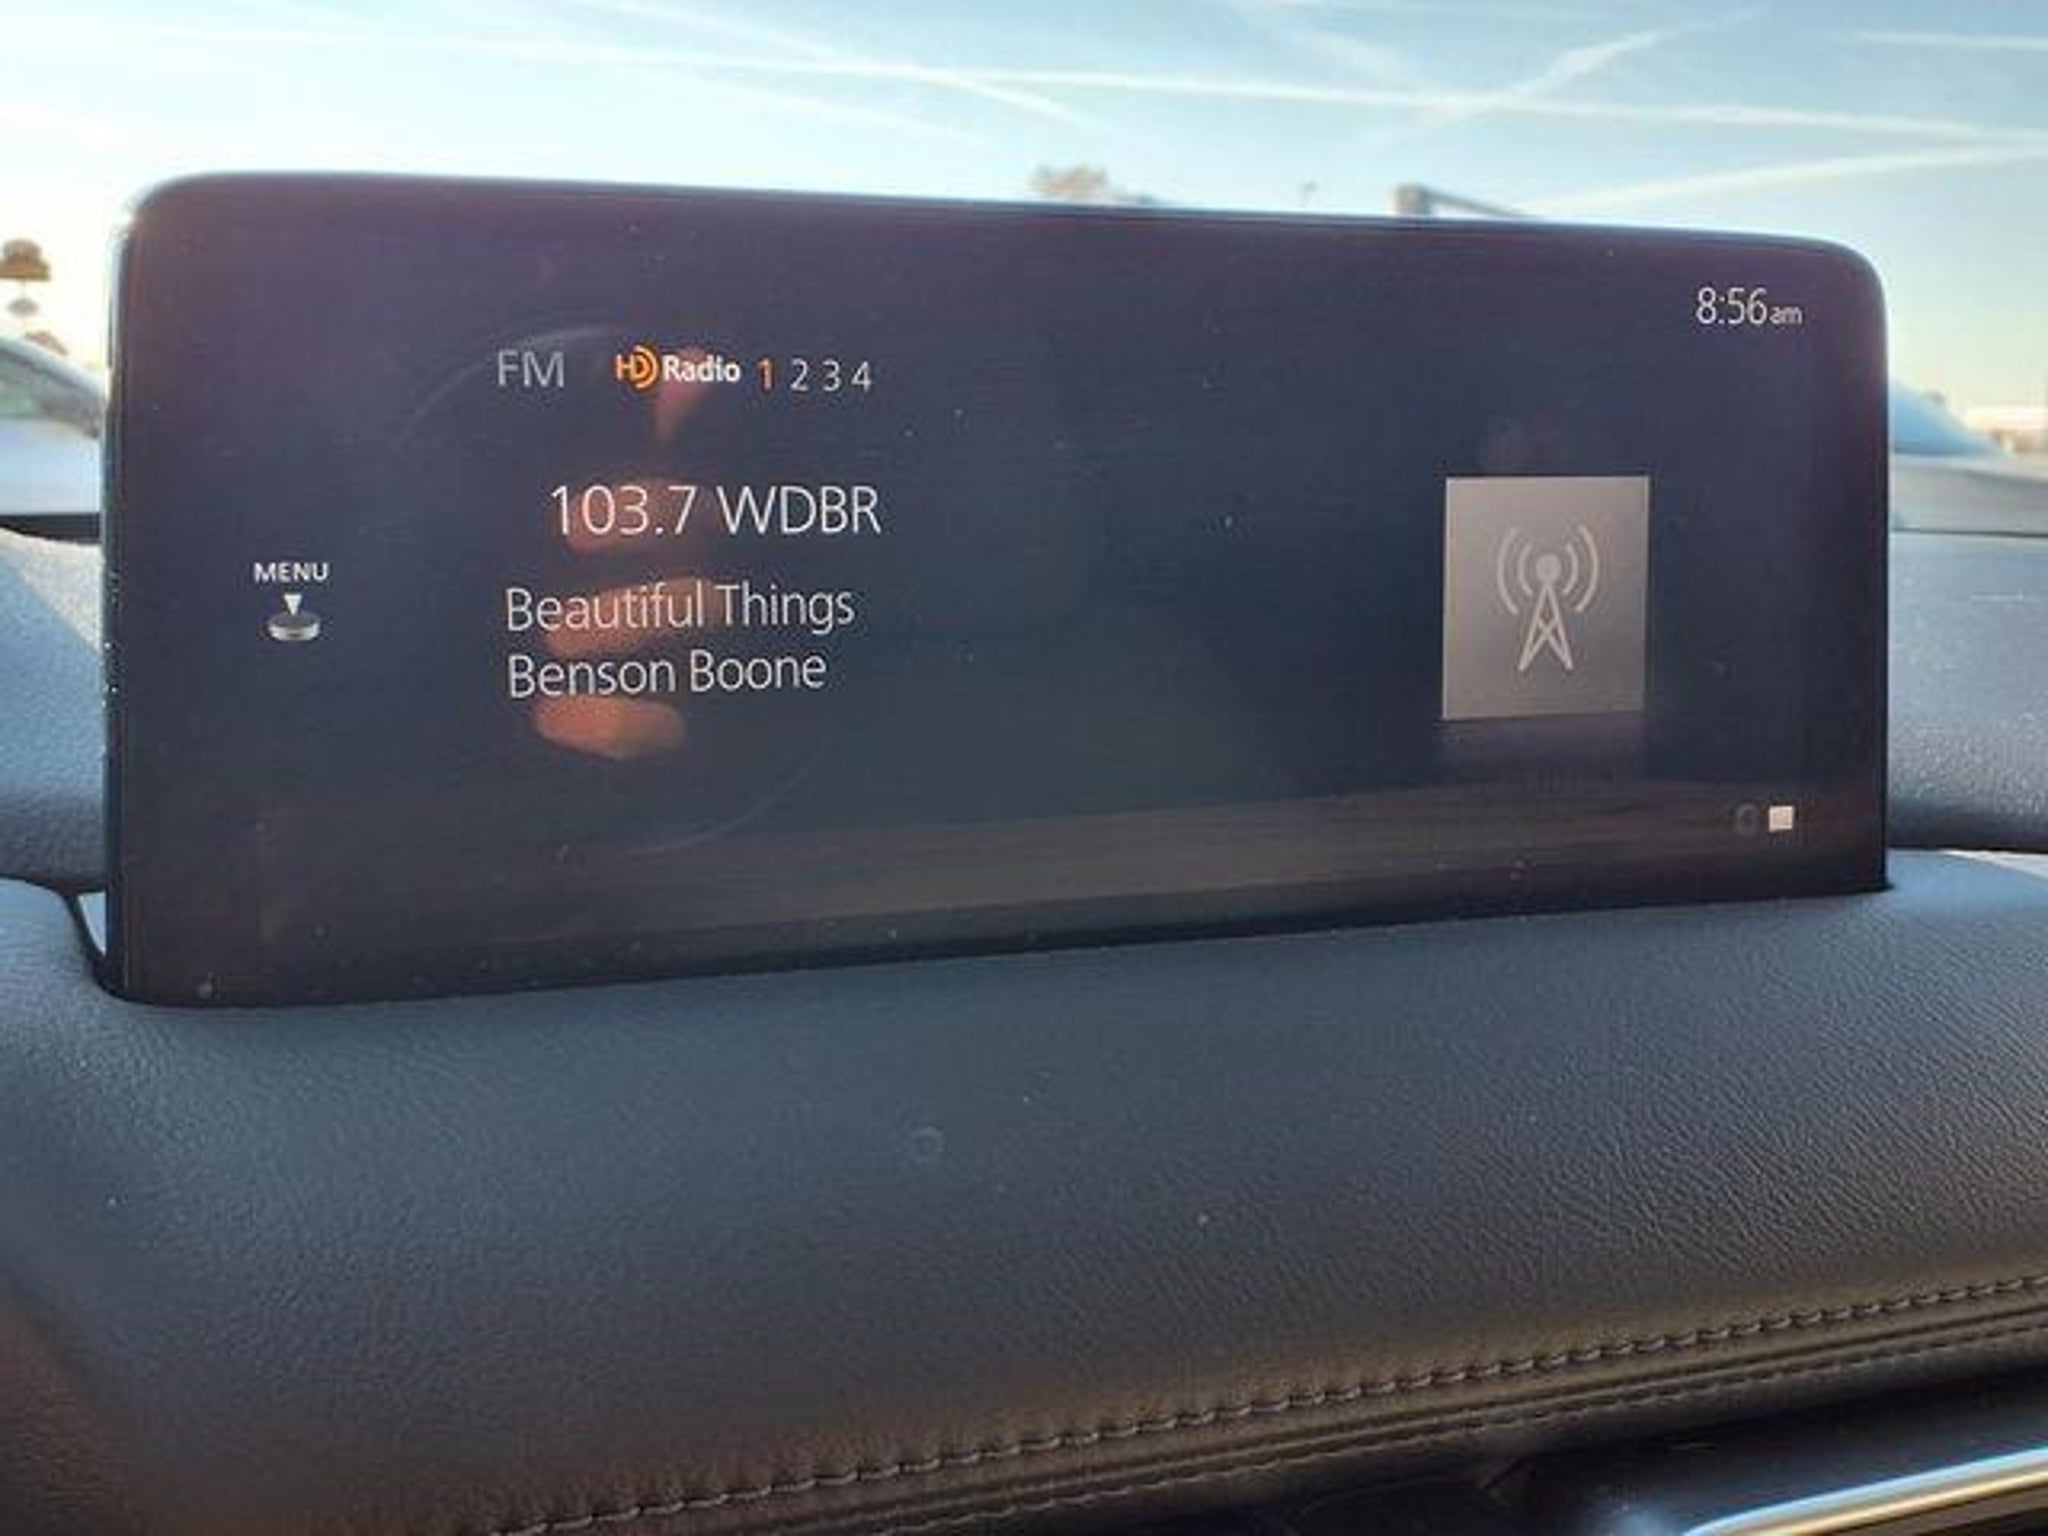 8:56am
FM HD Radio 1 2 3 4
103.7 WDBR
MENU
Beautiful Things
Benson Boone